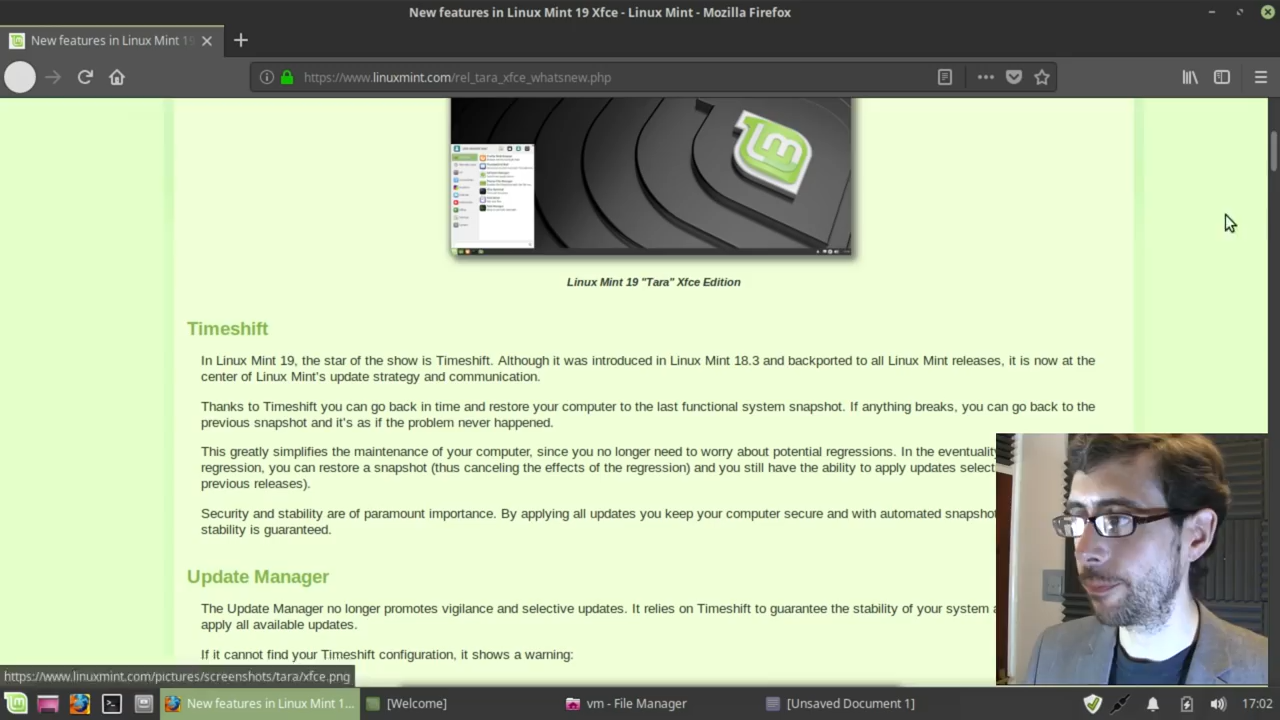 New features in Linux Mint 19 Xfce - Linux Mint - Mozilla Firefox
New features in Linux Mint 19
https://www.linuxmint.com/rel_tara_xfce_whatsnew.php
Linux Mint 19 "Tara" Xfce Edition
Timeshift
In Linux Mint 19, the star of the show is Timeshift. Although it was introduced in Linux Mint 18.3 and backported to all Linux Mint releases, it is now at the
center of Linux Mint's update strategy and communication.
Thanks to Timeshift you can go back in time and restore your computer to the last functional system snapshot. If anything breaks, you can go back to the
previous snapshot and it's as if the problem never happened.
This greatly simplifies the maintenance of your computer, since you no longer need to worry about potential regressions. In the eventuality
regression, you can restore a snapshot (thus canceling the effects of the regression) and you still have the ability to apply updates select
previous releases).
Security and stability are of paramount importance. By applying all updates you keep your computer secure and with automated snapshot
stability is guaranteed.
Update Manager
The Update Manager no longer promotes vigilance and selective updates. It relies on Timeshift to guarantee the stability of your system a
apply all available updates.
If it cannot find your Timeshift configuration, it shows a warning:
https://www.linuxmint.com/pictures/screenshots/tara/xfce.png
New features in Linux Mint 1... [Welcome] vm - File Manager [Unsaved Document 1] 17:02